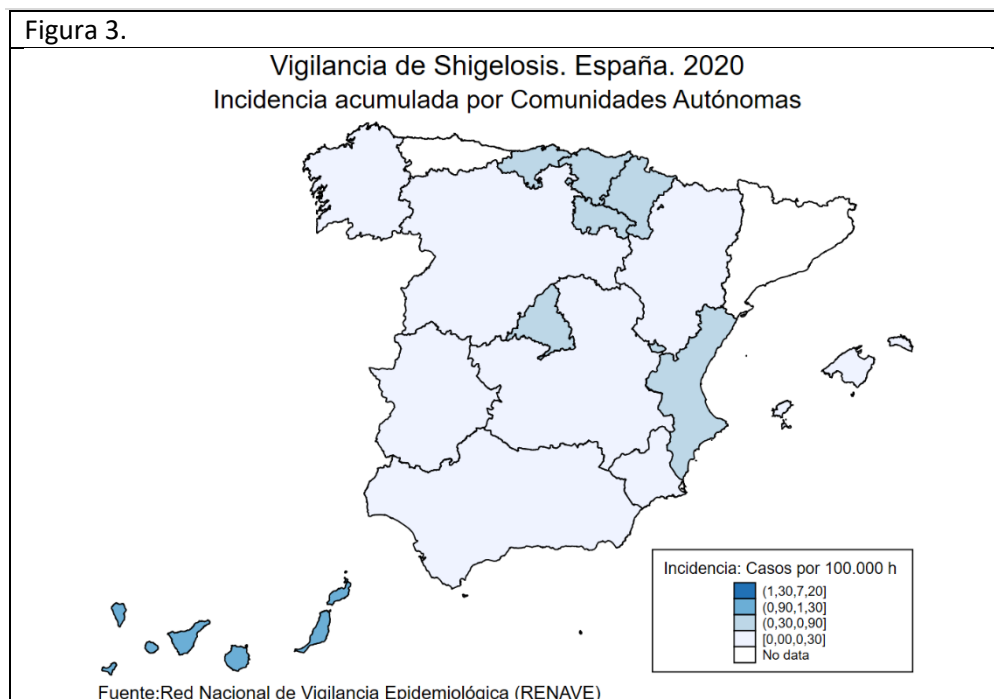 Figura 3.
Vigilancia de Shigelosis. España. 2020
Incidencia acumulada por Comunidades Autónomas
Incidencia: Casos por 100.000 h
(1,30,7,20]
(0,90,1,30]
(0,30,0,90]
[0,00,0,30]
No data
Fuente:Red Nacional de Vigilancia Epidemiológica (RENAVE)